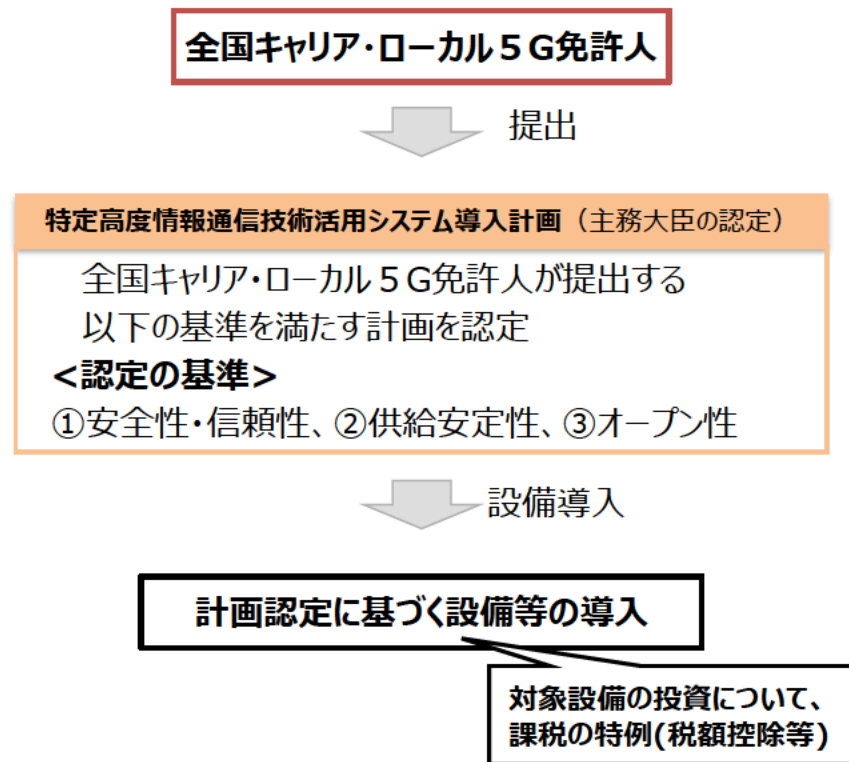 全国キャリア・ローカル５G免許人
提出
特定高度情報通信技術活用システム導入計画（主務大臣の認定）
全国キャリア・ローカル５G免許人が提出する
以下の基準を満たす計画を認定
<認定の基準>
①安全性・信頼性、②供給安定性、③オープン性
設備導入
計画認定に基づく設備等の導入
対象設備の投資について、
課税の特例(税額控除等)